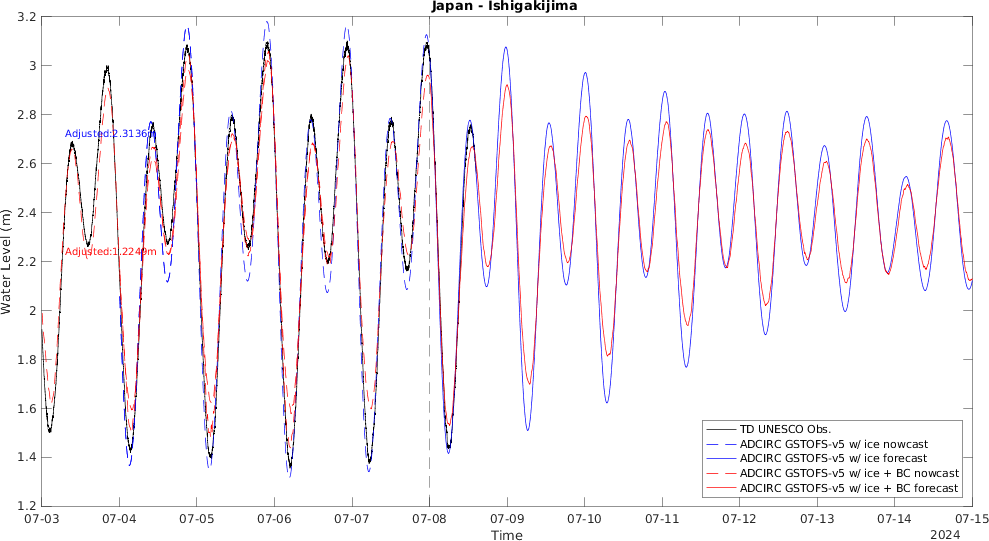 Japan - Ishigakijima
Water Level (m)
3.2
3
2.8
2.6
2.4
2.2
2
1.8
1.6
1.4
1.2
Adjusted:2.3136m
Adjusted:1.2249m
TD UNESCO Obs.
ADCIRC GSTOFS-v5 w/ ice nowcast
ADCIRC GSTOFS-v5 w/ ice forecast
ADCIRC GSTOFS-v5 w/ ice + BC nowcast
ADCIRC GSTOFS-v5 w/ ice + BC forecast
07-03 07-04 07-05 07-06 07-07 07-08 07-09 07-10 07-11 07-12 07-13 07-14 07-15
Time
2024